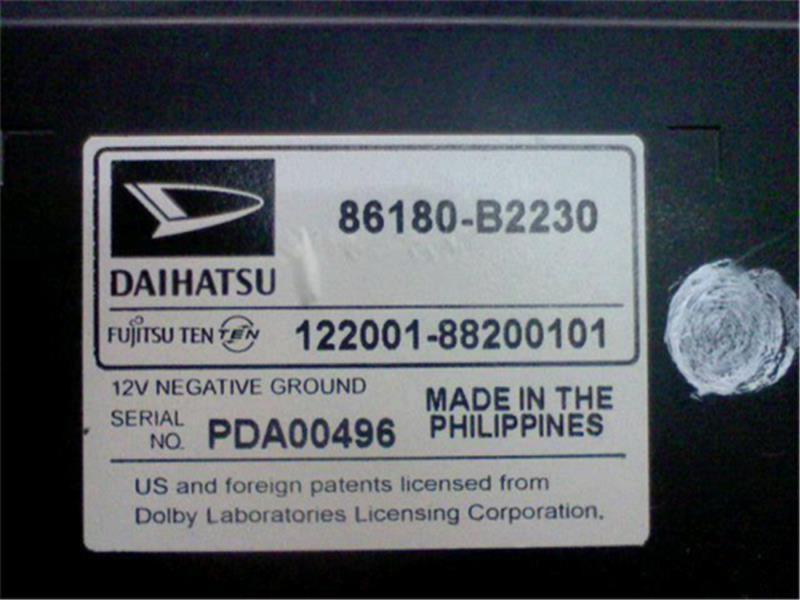 86180-B2230
DAIHATSU
FUJITSU TEN TEN 122001-88200101
12V NEGATIVE GROUND
SERIAL NO. PDA00496
MADE IN THE
PHILIPPINES
US and foreign patents licensed from
Dolby Laboratories Licensing Corporation.